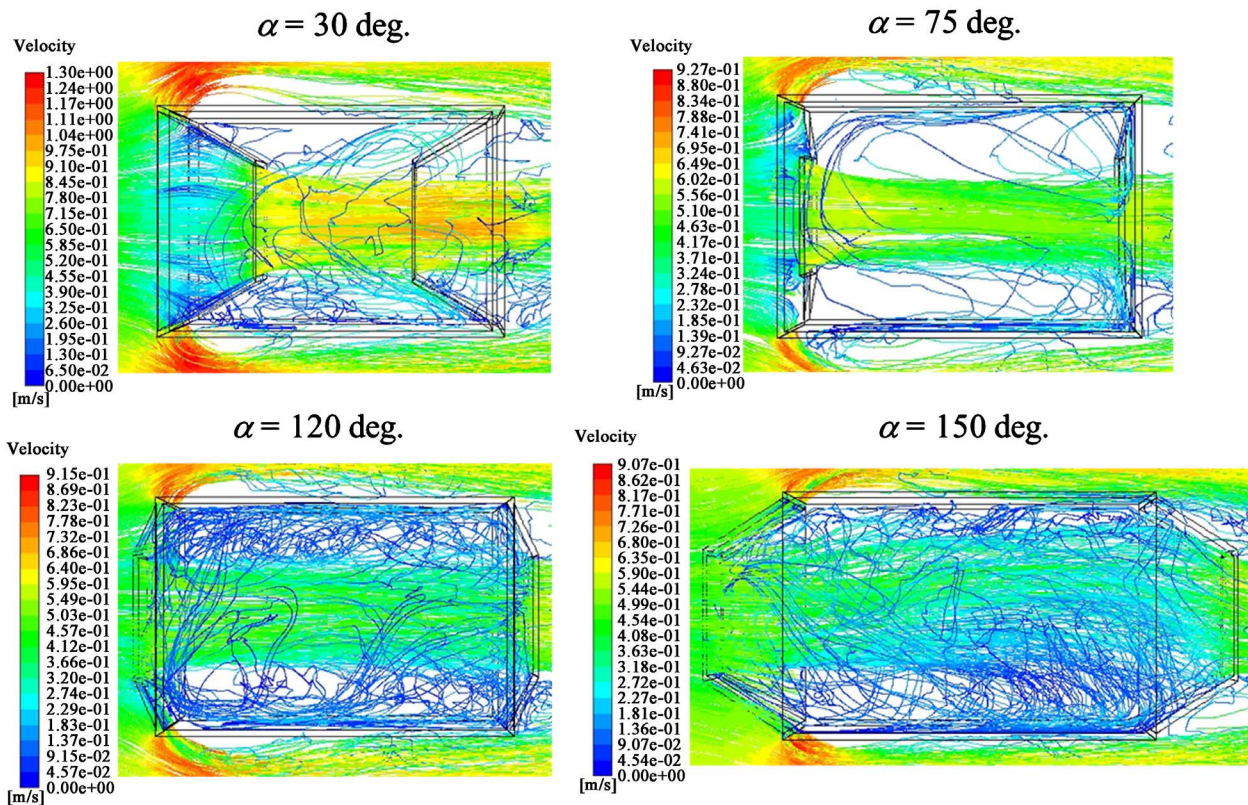 α = 30 deg.
Velocity
1.30e+00
1.24e+00
1.17e+00
1.11e+00
1.04e+00
9.75e-01
9.10e-01
8.45e-01
7.80e-01
7.15e-01
6.50e-01
5.85e-01
5.20e-01
4.55e-01
3.90e-01
3.25e-01
2.60e-01
1.95e-01
1.30e-01
6.50e-02
0.00e+00
[m/s]
α = 75 deg.
Velocity
9.27e-01
8.80e-01
8.34e-01
7.88e-01
7.41e-01
6.95e-01
6.49e-01
6.02e-01
5.56e-01
5.10e-01
4.63e-01
4.17e-01
3.71e-01
3.24e-01
2.78e-01
2.32e-01
1.85e-01
1.39e-01
9.27e-02
4.63e-02
0.00e+00
[m/s]
α = 120 deg.
Velocity
9.15e-01
8.69e-01
8.23e-01
7.78e-01
7.32e-01
6.86e-01
6.40e-01
5.95e-01
5.49e-01
5.03e-01
4.57e-01
4.12e-01
3.66e-01
3.20e-01
2.74e-01
2.29e-01
1.83e-01
1.37e-01
9.15e-02
4.57e-02
0.00e+00
[m/s]
α = 150 deg.
Velocity
9.07e-01
8.62e-01
8.17e-01
7.71e-01
7.26e-01
6.80e-01
6.35e-01
5.90e-01
5.44e-01
4.99e-01
4.54e-01
4.08e-01
3.63e-01
3.18e-01
2.72e-01
2.27e-01
1.81e-01
1.36e-01
9.07e-02
4.54e-02
0.00e+00
[m/s]